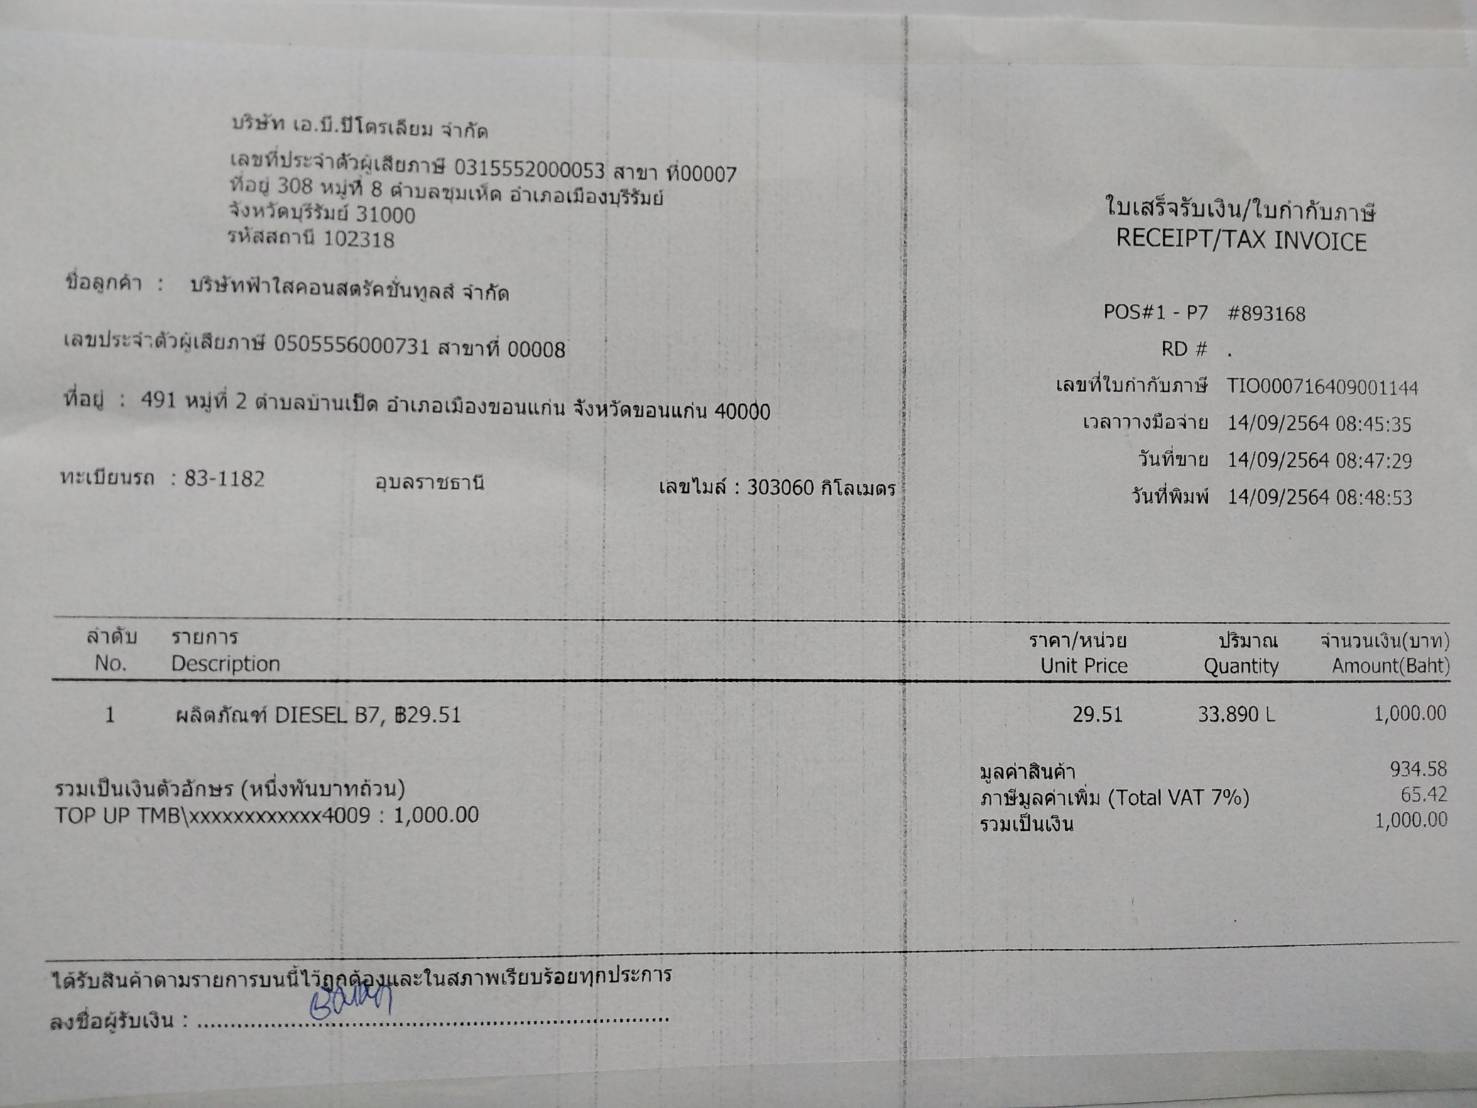 บริษัท เอ.บี.ปิโตรเลียม จำกัด
เลขที่ประจำตัวผู้เสียภาษี 0315552000053 สาขา ที่00007
ที่อยู่ 308 หมู่ที่ 8 ตำบลชุมเห็ด อำเภอเมืองบุรีรัมย์
จังหวัดบุรีรัมย์ 31000
รหัสสถานี 102318
ใบเสร็จรับเงิน/ใบกำกับภาษี
RECEIPT/TAX INVOICE
ชื่อลูกค้า : บริษัทฟ้าใสคอนสตรัคชั่นทูลส์ จำกัด
POS#1 - P7 #893168
เลขประจำตัวผู้เสียภาษี 0505556000731 สาขาที่ 00008
RD # .
เลขที่ใบกำกับภาษี TIO000716409001144
ที่อยู่ : 491 หมู่ที่ 2 ตำบลบ้านเป็ด อำเภอเมืองขอนแก่น จังหวัดขอนแก่น 40000
เวลาวางมือจ่าย 14/09/2564 08:45:35
วันที่ขาย 14/09/2564 08:47:29
ทะเบียนรถ : 83-1182 อุบลราชธานี เลขไมล์ : 303060 กิโลเมตร
วันที่พิมพ์ 14/09/2564 08:48:53
ลำดับ รายการ ราคา/หน่วย ปริมาณ จำนวนเงิน(บาท)
No. Description Unit Price Quantity Amount(Baht)
1 ผลิตภัณฑ์ DIESEL B7, ฿29.51 29.51 33.890 L 1,000.00
มูลค่าสินค้า 934.58
รวมเป็นเงินตัวอักษร (หนึ่งพันบาทถ้วน)
ภาษีมูลค่าเพิ่ม (Total VAT 7%) 65.42
TOP UP TMB\xxxxxxxxxxxx4009 : 1,000.00
รวมเป็นเงิน 1,000.00
ได้รับสินค้าตามรายการบนนี้ไว้ถูกต้องและในสภาพเรียบร้อยทุกประการ
ลงชื่อผู้รับเงิน : ......................................................................